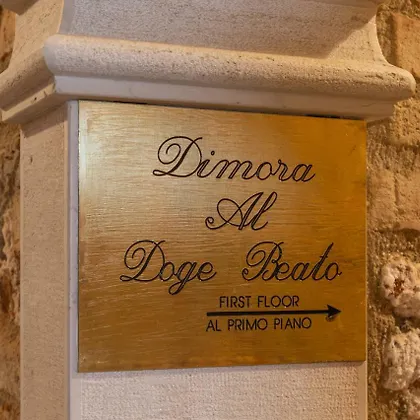 Dimora
Al
Doge Beato
FIRST FLOOR
AL PRIMO PIANO